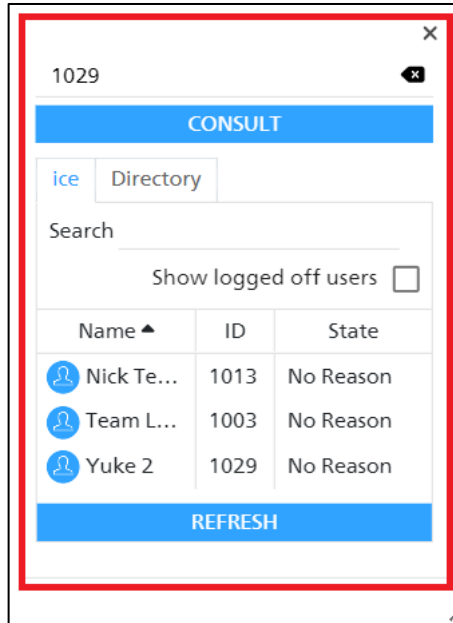 1029
CONSULT
ice Directory
Search
Show logged off users
Name ID State
Nick Te... 1013 No Reason
Team L... 1003 No Reason
Yuke 2 1029 No Reason
REFRESH